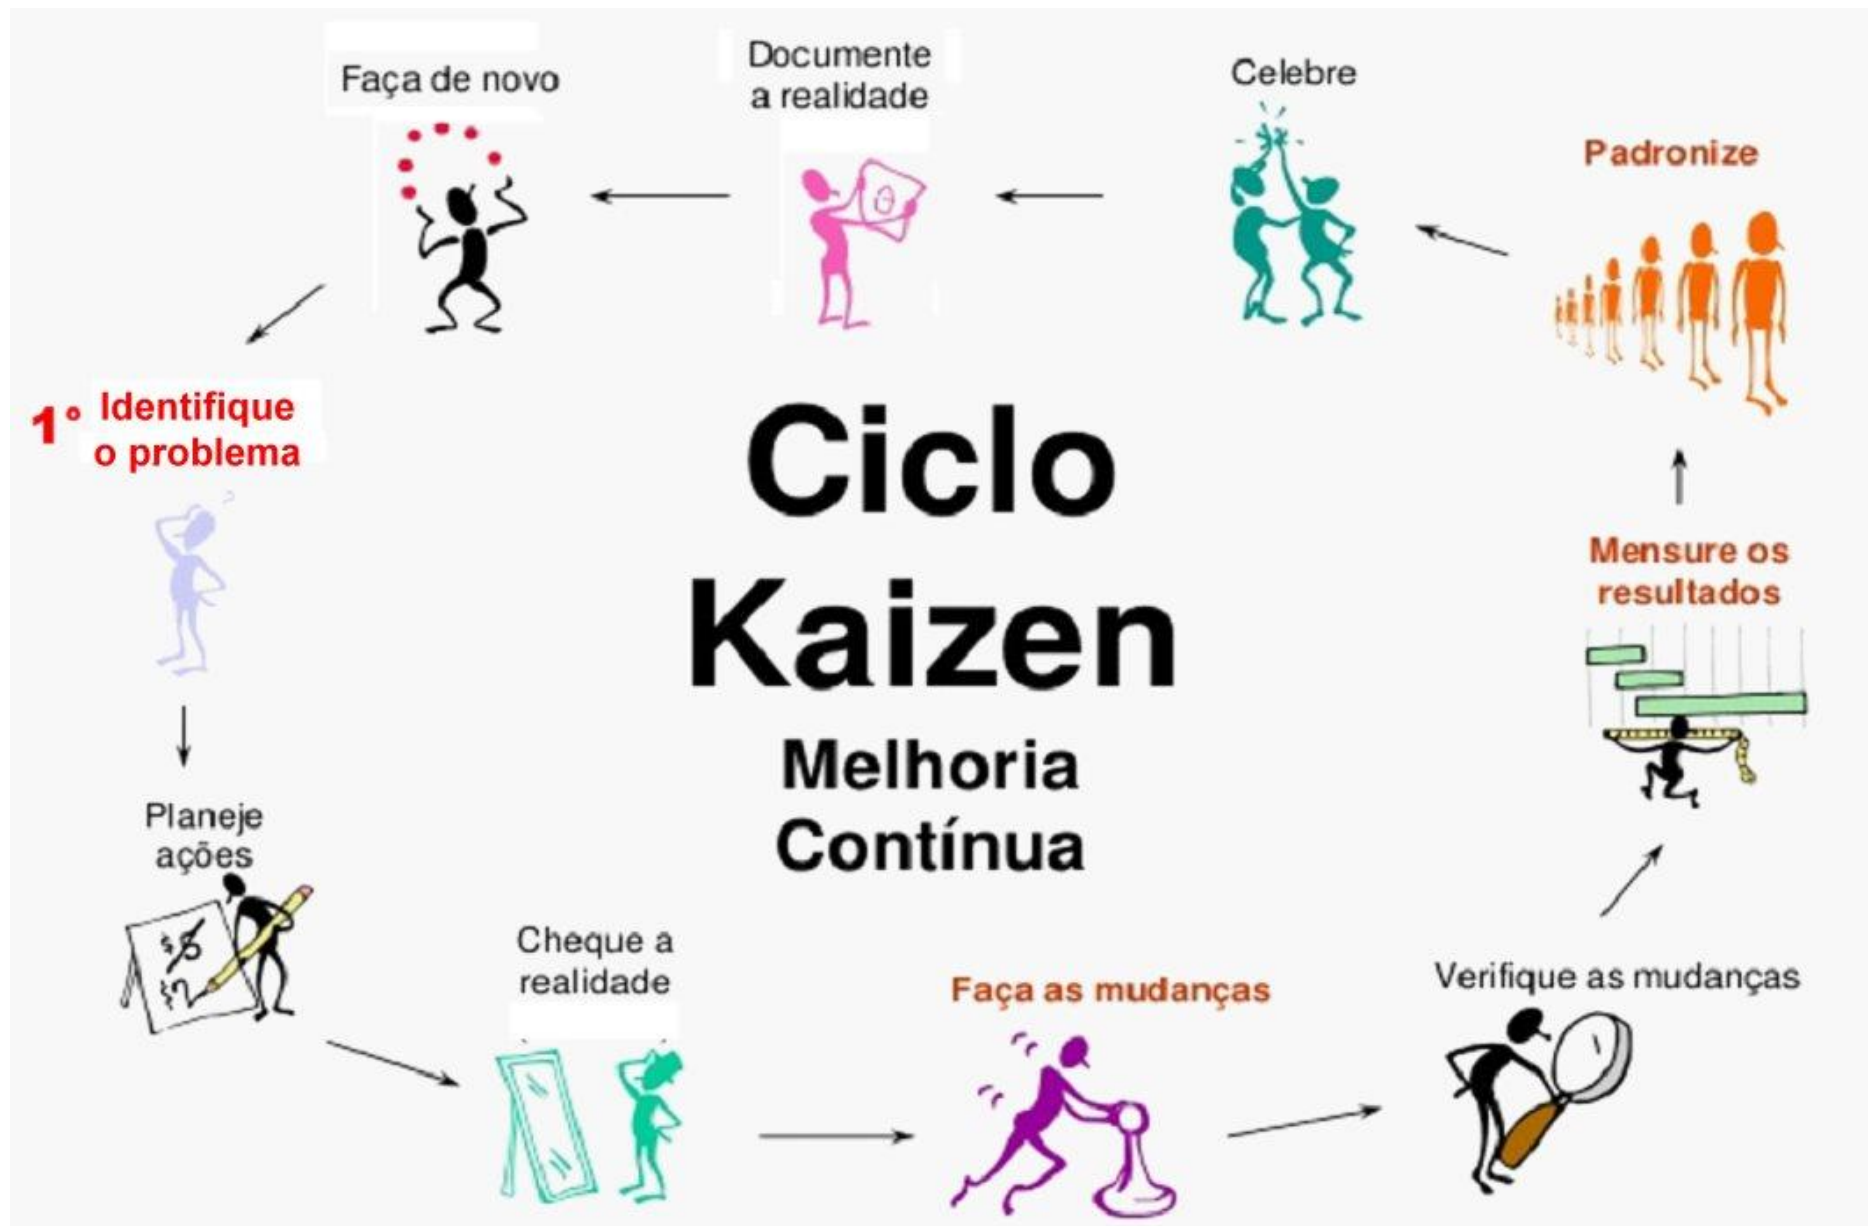 Faça de novo
Documente
a realidade
Celebre
Padronize
1° Identifique
o problema
Ciclo
Kaizen
Melhoria
Contínua
Mensure os
resultados
Planeje
ações
Cheque a
realidade
Faça as mudanças
Verifique as mudanças